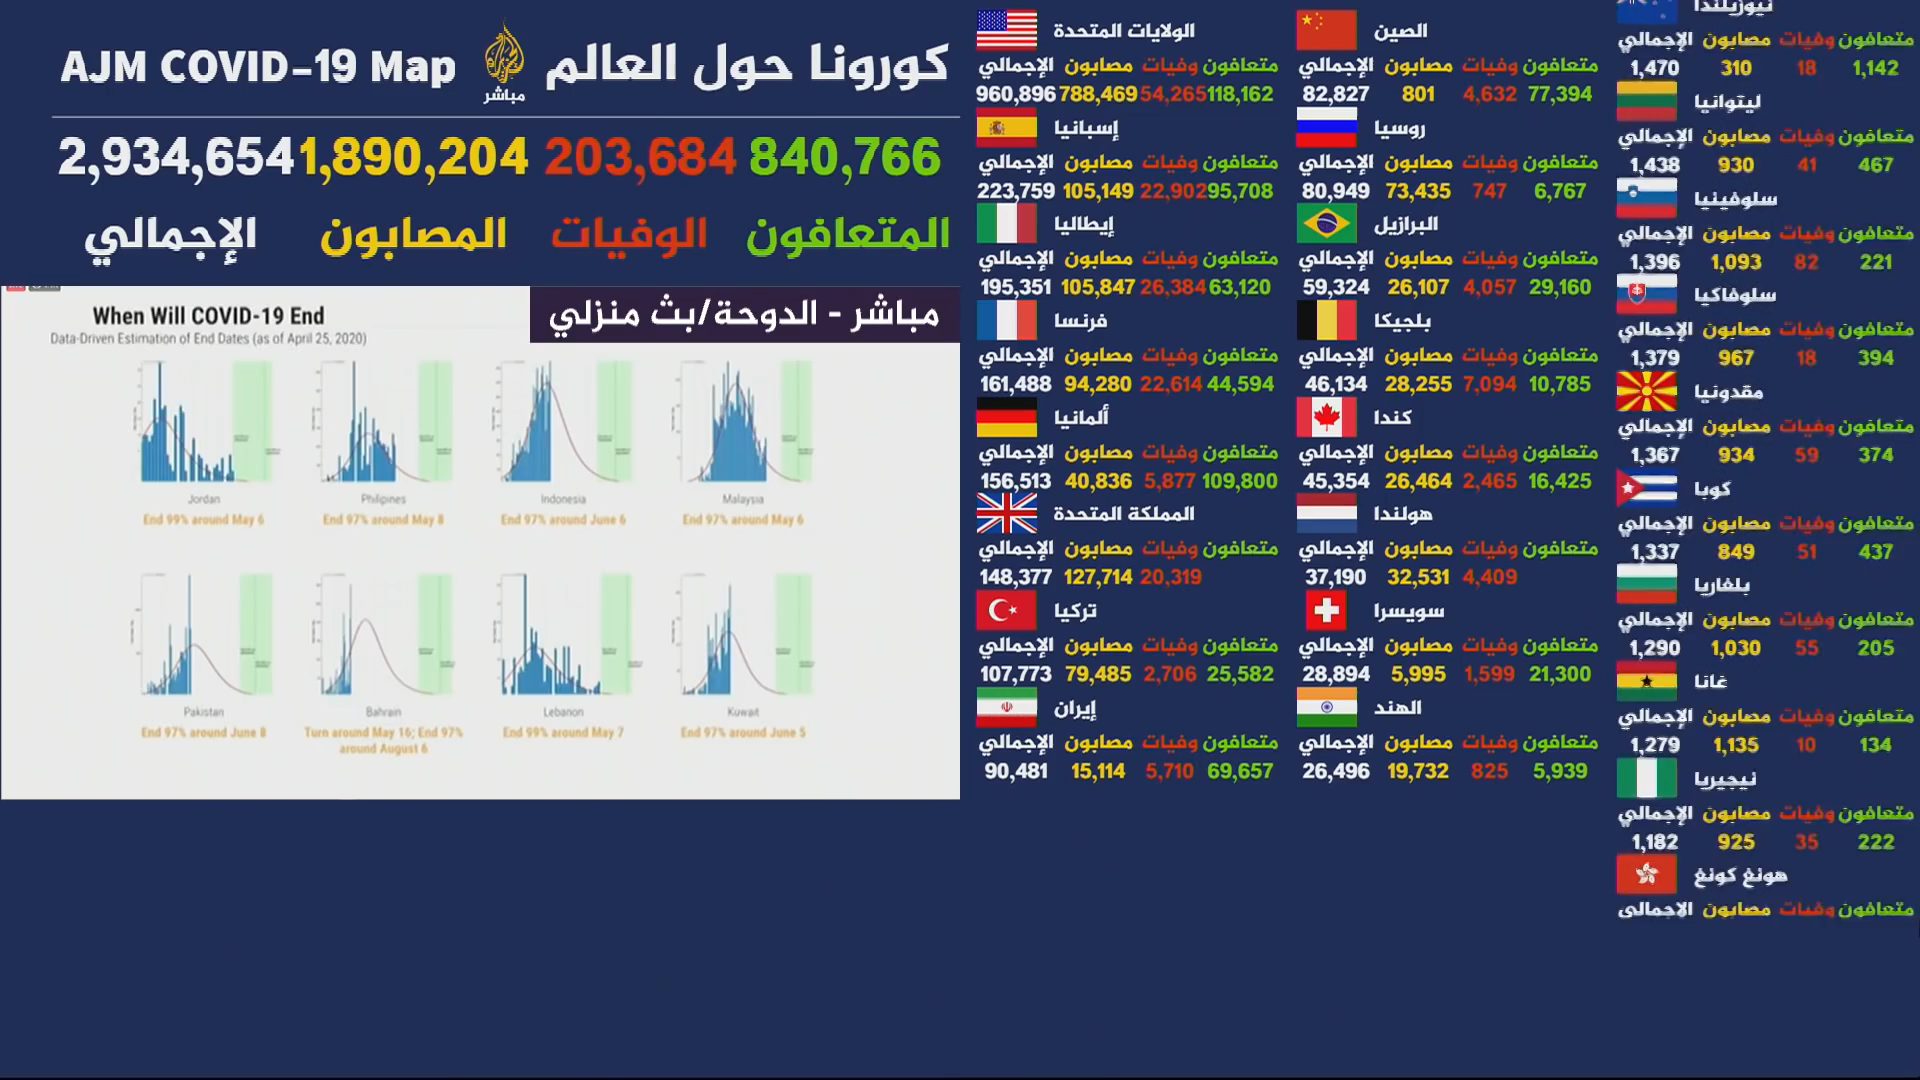 AJM COVID-19 Map
مباشر
كورونا حول العالم
2,934,654 1,890,204 203,684 840,766
الإجمالي المصابون الوفيات المتعافون
مباشر - الدوحة/بث منزلي
When Will COVID-19 End
Data-Driven Estimation of End Dates (as of April 25, 2020)
Jordan
End 99% around May 6
Philipines
End 97% around May 8
Indonesia
End 97% around June 6
Malaysia
End 97% around May 6
Pakistan
End 97% around June 8
Bahrain
Turn around May 16; End 97%
around August 6
Lebanon
End 99% around May 7
Kuwait
End 97% around June 5
الولايات المتحدة
الإجمالي مصابون وفيات متعافون
960,896 788,469 54,265 118,162
إسبانيا
الإجمالي مصابون وفيات متعافون
223,759 105,149 22,902 95,708
إيطاليا
الإجمالي مصابون وفيات متعافون
195,351 105,847 26,384 63,120
فرنسا
الإجمالي مصابون وفيات متعافون
161,488 94,280 22,614 44,594
ألمانيا
الإجمالي مصابون وفيات متعافون
156,513 40,836 5,877 109,800
المملكة المتحدة
الإجمالي مصابون وفيات متعافون
148,377 127,714 20,319
تركيا
الإجمالي مصابون وفيات متعافون
107,773 79,485 2,706 25,582
إيران
الإجمالي مصابون وفيات متعافون
90,481 15,114 5,710 69,657
الصين
الإجمالي مصابون وفيات متعافون
82,827 801 4,632 77,394
روسيا
الإجمالي مصابون وفيات متعافون
80,949 73,435 747 6,767
البرازيل
الإجمالي مصابون وفيات متعافون
59,324 26,107 4,057 29,160
بلجيكا
الإجمالي مصابون وفيات متعافون
46,134 28,255 7,094 10,785
كندا
الإجمالي مصابون وفيات متعافون
45,354 26,464 2,465 16,425
هولندا
الإجمالي مصابون وفيات متعافون
37,190 32,531 4,409
سويسرا
الإجمالي مصابون وفيات متعافون
28,894 5,995 1,599 21,300
الهند
الإجمالي مصابون وفيات متعافون
26,496 19,732 825 5,939
نيوزيلندا
الإجمالي مصابون وفيات متعافون
1,470 310 18 1,142
ليتوانيا
الإجمالي مصابون وفيات متعافون
1,438 930 41 467
سلوفينيا
الإجمالي مصابون وفيات متعافون
1,396 1,093 82 221
سلوفاكيا
الإجمالي مصابون وفيات متعافون
1,379 967 18 394
مقدونيا
الإجمالي مصابون وفيات متعافون
1,367 934 59 374
كوبا
الإجمالي مصابون وفيات متعافون
1,337 849 51 437
بلغاريا
الإجمالي مصابون وفيات متعافون
1,290 1,030 55 205
غانا
الإجمالي مصابون وفيات متعافون
1,279 1,135 10 134
نيجيريا
الإجمالي مصابون وفيات متعافون
1,182 925 35 222
هونغ كونغ
الإجمالي مصابون وفيات متعافون